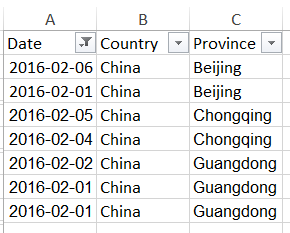 A B C
Date Country Province
2016-02-06 China Beijing
2016-02-01 China Beijing
2016-02-05 China Chongqing
2016-02-04 China Chongqing
2016-02-02 China Guangdong
2016-02-01 China Guangdong
2016-02-01 China Guangdong